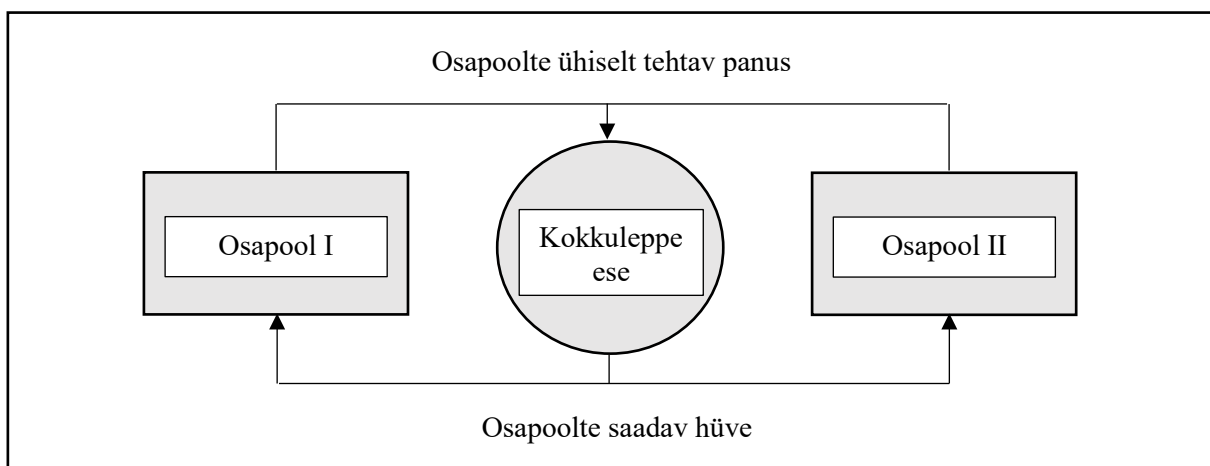 Osapoolte ühiselt tehtav panus
Osapool I
Kokkuleppe
ese
Osapool II
Osapoolte saadav hüve